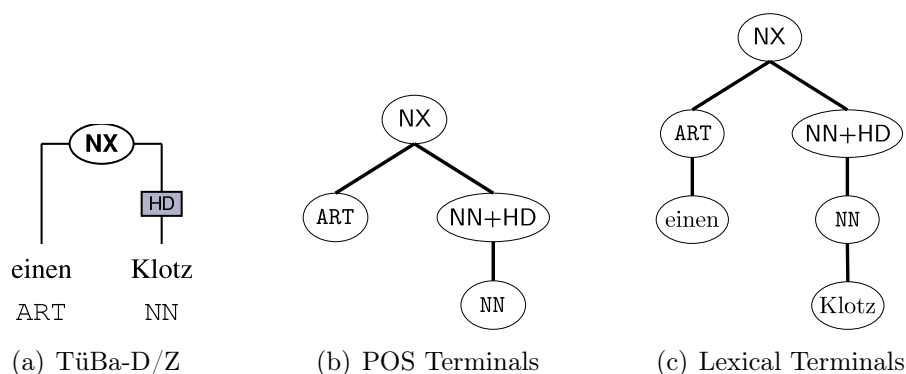 NX
HD
einen Klotz
ART NN
(a) TüBa-D/Z
NX
ART NN+HD
NN
(b) POS Terminals
NX
ART NN+HD
einen NN
Klotz
(c) Lexical Terminals